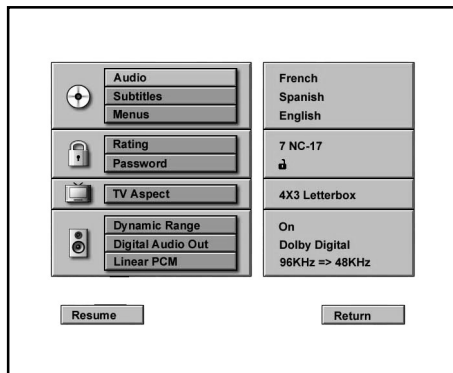 Audio French
Subtitles Spanish
Menus English
Rating 7 NC-17
Password
TV Aspect 4X3 Letterbox
Dynamic Range On
Digital Audio Out Dolby Digital
Linear PCM 96KHz => 48KHz
Resume Return